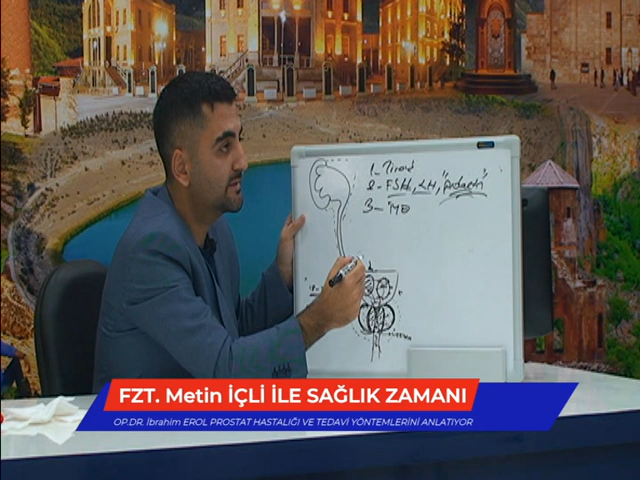 1- Tiroid
2- FSH, LH, "Androjen"
3- MD
FZT. Metin İÇLİ İLE SAĞLIK ZAMANI
OP.DR. İbrahim EROL PROSTAT HASTALIĞI VE TEDAVİ YÖNTEMLERİNİ ANLATIYOR